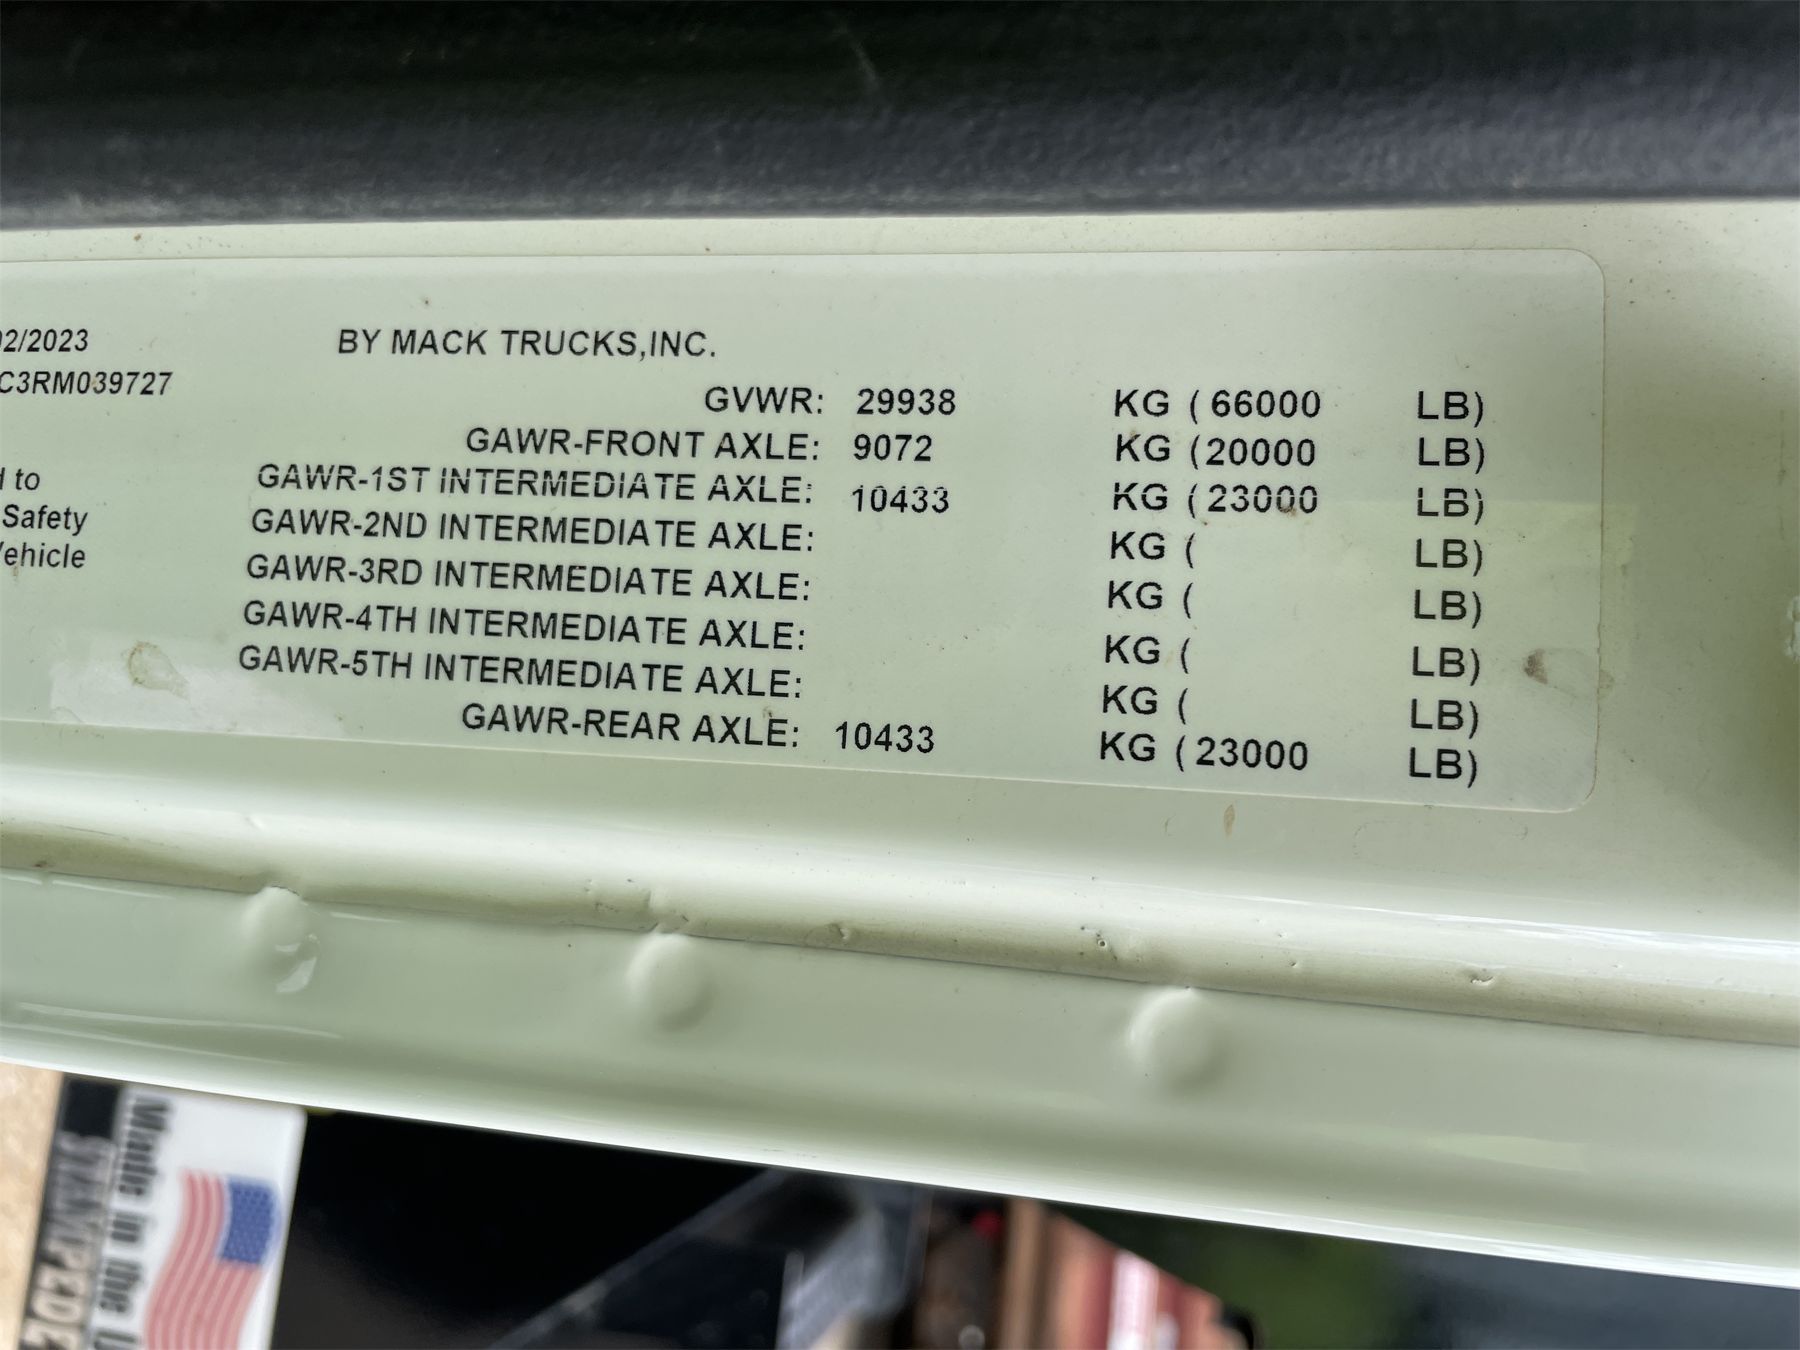 02/2023
BY MACK TRUCKS,INC.
C3RM039727
GVWR: 29938 KG (66000 LB)
GAWR-FRONT AXLE: 9072 KG (20000 LB)
GAWR-1ST INTERMEDIATE AXLE: 10433 KG (23000 LB)
to
GAWR-2ND INTERMEDIATE AXLE: KG ( LB)
Safety
GAWR-3RD INTERMEDIATE AXLE: KG ( LB)
GAWR-4TH INTERMEDIATE AXLE: KG ( LB)
GAWR-5TH INTERMEDIATE AXLE: KG ( LB)
GAWR-REAR AXLE: 10433 KG (23000 LB)
Made in the U
STAMPEDE